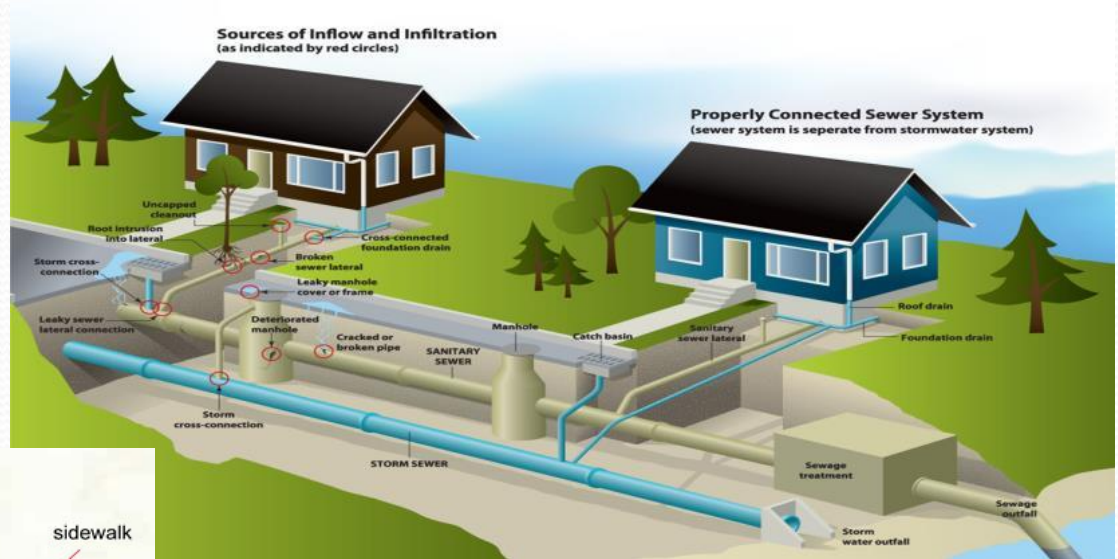 Sources of Inflow and Infiltration
(as indicated by red circles)
Properly Connected Sewer System
(sewer system is seperate from stormwater system)
Uncapped
cleanout
Root intrusion
into lateral
Storm cross-
connection
Leaky sewer
lateral connection
Cross-connected
foundation drain
Broken
sewer lateral
Leaky manhole
cover or frame
Deteriorated
manhole
Cracked or
broken pipe
SANITARY
SEWER
Manhole
Catch basin
Sanitary
sewer lateral
Roof drain
Foundation drain
Storm
cross-connection
STORM SEWER
Sewage
treatment
Sewage
outfall
Storm
water outfall
sidewalk